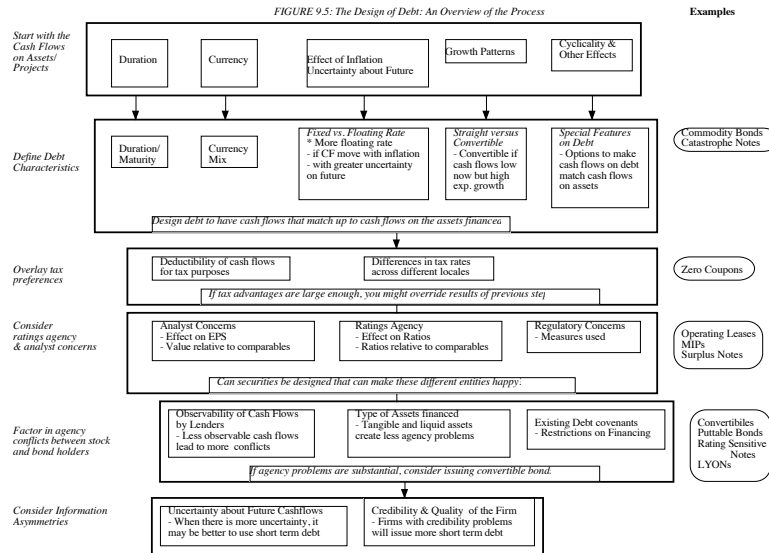 FIGURE 9.5: The Design of Debt: An Overview of the Process
Examples
Start with the
Cash Flows
on Assets/
Projects
Duration
Currency
Effect of Inflation
Uncertainty about Future
Growth Patterns
Cyclicality &
Other Effects
Define Debt
Characteristics
Duration/
Maturity
Currency
Mix
Fixed vs. Floating Rate
* More floating rate
- if CF move with inflation
- with greater uncertainty
on future
Straight versus
Convertible
- Convertible if
cash flows low
now but high
exp. growth
Special Features
on Debt
- Options to make
cash flows on debt
match cash flows
on assets
Commodity Bonds
Catastrophe Notes
Design debt to have cash flows that match up to cash flows on the assets financed
Overlay tax
preferences
Deductibility of cash flows
for tax purposes
Differences in tax rates
across different locales
Zero Coupons
If tax advantages are large enough, you might override results of previous step
Consider
ratings agency
& analyst concerns
Analyst Concerns
- Effect on EPS
- Value relative to comparables
Ratings Agency
- Effect on Ratios
- Ratios relative to comparables
Regulatory Concerns
- Measures used
Operating Leases
MIPs
Surplus Notes
Can securities be designed that can make these different entities happy?
Factor in agency
conflicts between stock
and bond holders
Observability of Cash Flows
by Lenders
- Less observable cash flows
lead to more conflicts
Type of Assets financed
- Tangible and liquid assets
create less agency problems
Existing Debt covenants
- Restrictions on Financing
Convertibiles
Puttable Bonds
Rating Sensitive
Notes
LYONs
If agency problems are substantial, consider issuing convertible bonds
Consider Information
Asymmetries
Uncertainty about Future Cashflows
- When there is more uncertainty, it
may be better to use short term debt
Credibility & Quality of the Firm
- Firms with credibility problems
will issue more short term debt